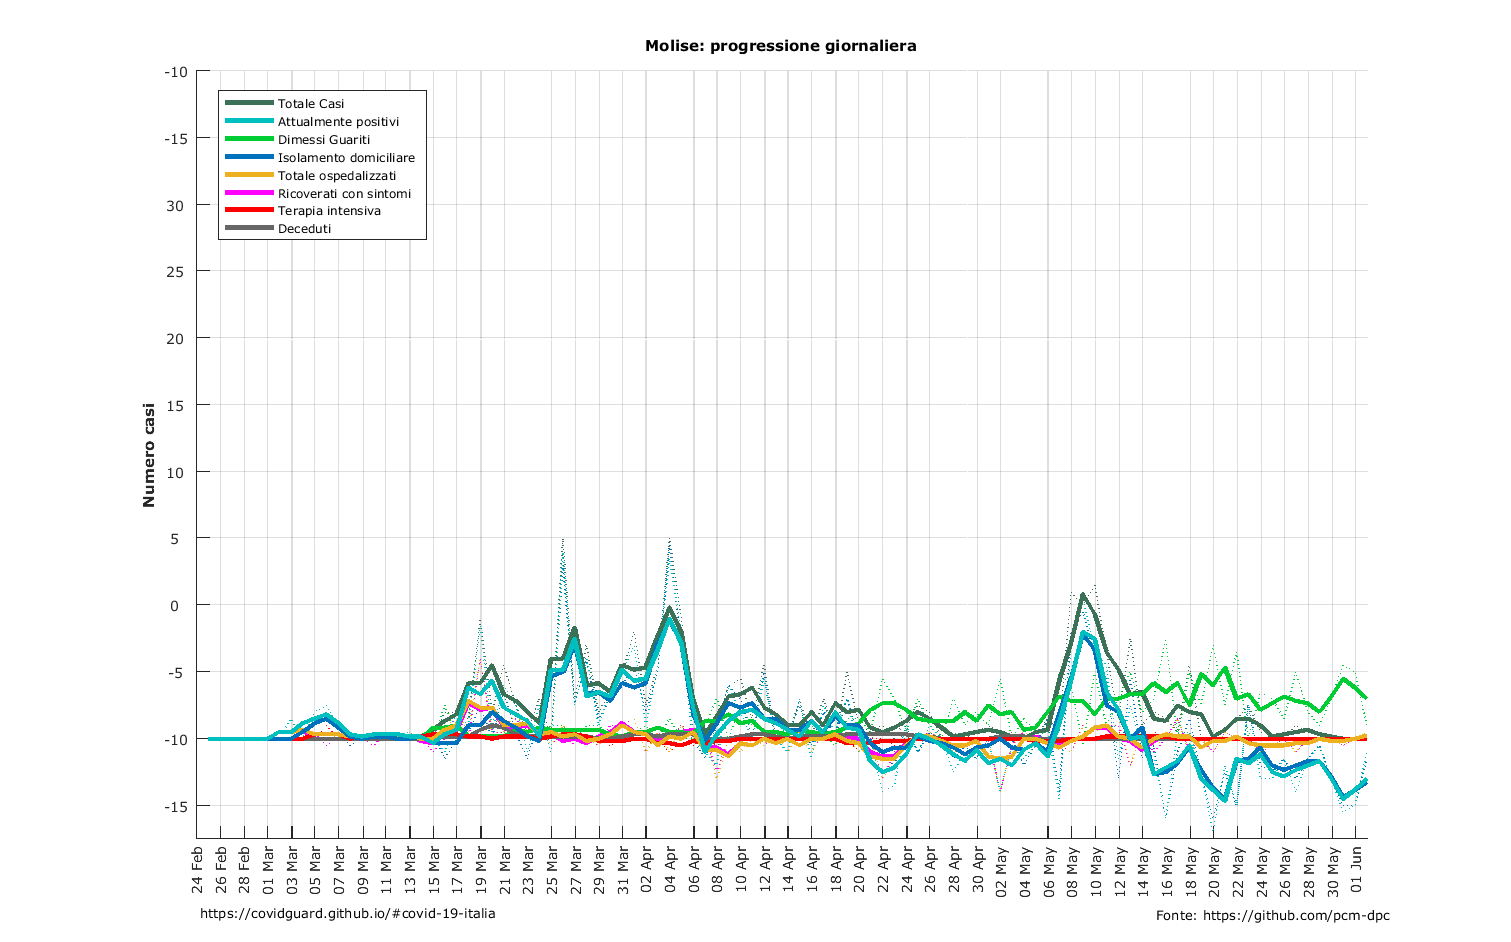 Molise: progressione giornaliera
-10
-15
30
25
20
15
10
5
0
-5
-10
-15
Numero casi
Totale Casi
Attualmente positivi
Dimessi Guariti
Isolamento domiciliare
Totale ospedalizzati
Ricoverati con sintomi
Terapia intensiva
Deceduti
24 Feb
26 Feb
28 Feb
01 Mar
03 Mar
05 Mar
07 Mar
09 Mar
11 Mar
13 Mar
15 Mar
17 Mar
19 Mar
21 Mar
23 Mar
25 Mar
27 Mar
29 Mar
31 Mar
02 Apr
04 Apr
06 Apr
08 Apr
10 Apr
12 Apr
14 Apr
16 Apr
18 Apr
20 Apr
22 Apr
24 Apr
26 Apr
28 Apr
30 Apr
02 May
04 May
06 May
08 May
10 May
12 May
14 May
16 May
18 May
20 May
22 May
24 May
26 May
28 May
30 May
01 Jun
https://covidguard.github.io/#covid-19-italia
Fonte: https://github.com/pcm-dpc